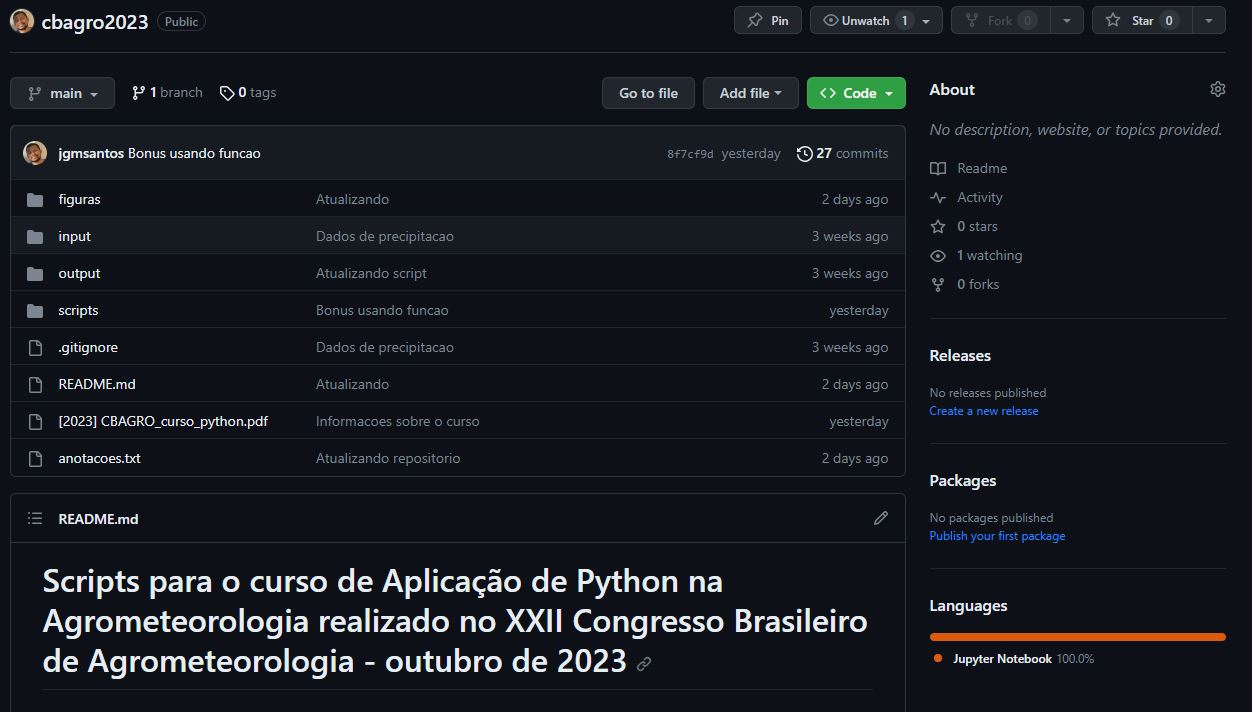 cbagro2023 Public Pin Unwatch 1 Fork 0 Star 0
main 1 branch 0 tags Go to file Add file Code
jgmsantos Bonus usando funcao 8f7cf9d yesterday 27 commits
figuras Atualizando 2 days ago
input Dados de precipitacao 3 weeks ago
output Atualizando script 3 weeks ago
scripts Bonus usando funcao yesterday
.gitignore Dados de precipitacao 3 weeks ago
README.md Atualizando 2 days ago
[2023] CBAGRO_curso_python.pdf Informacoes sobre o curso yesterday
anotacoes.txt Atualizando repositorio 2 days ago
README.md
Scripts para o curso de Aplicação de Python na
Agrometeorologia realizado no XXII Congresso Brasileiro
de Agrometeorologia - outubro de 2023
About
No description, website, or topics provided.
Readme
Activity
0 stars
1 watching
0 forks
Releases
No releases published
Create a new release
Packages
No packages published
Publish your first package
Languages
Jupyter Notebook 100.0%